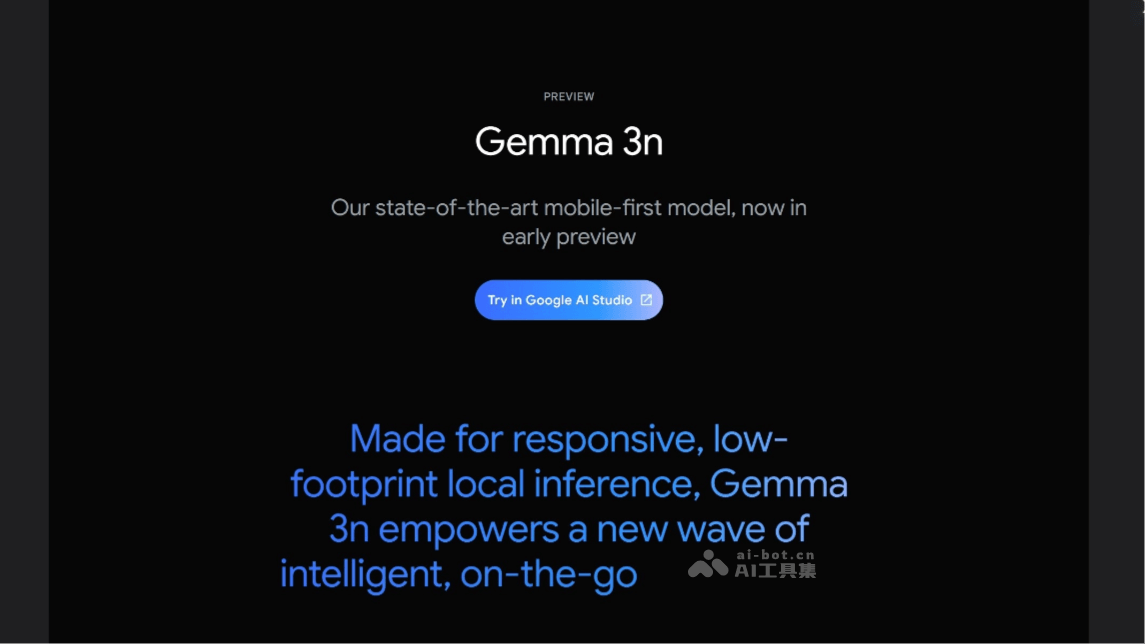 PREVIEW
Gemma 3n
Our state-of-the-art mobile-first model, now in
early preview
Try in Google AI Studio
Made for responsive, low-
footprint local inference, Gemma
3n empowers a new wave of
intelligent, on-the-go
ai-bot.cn
AI工具集